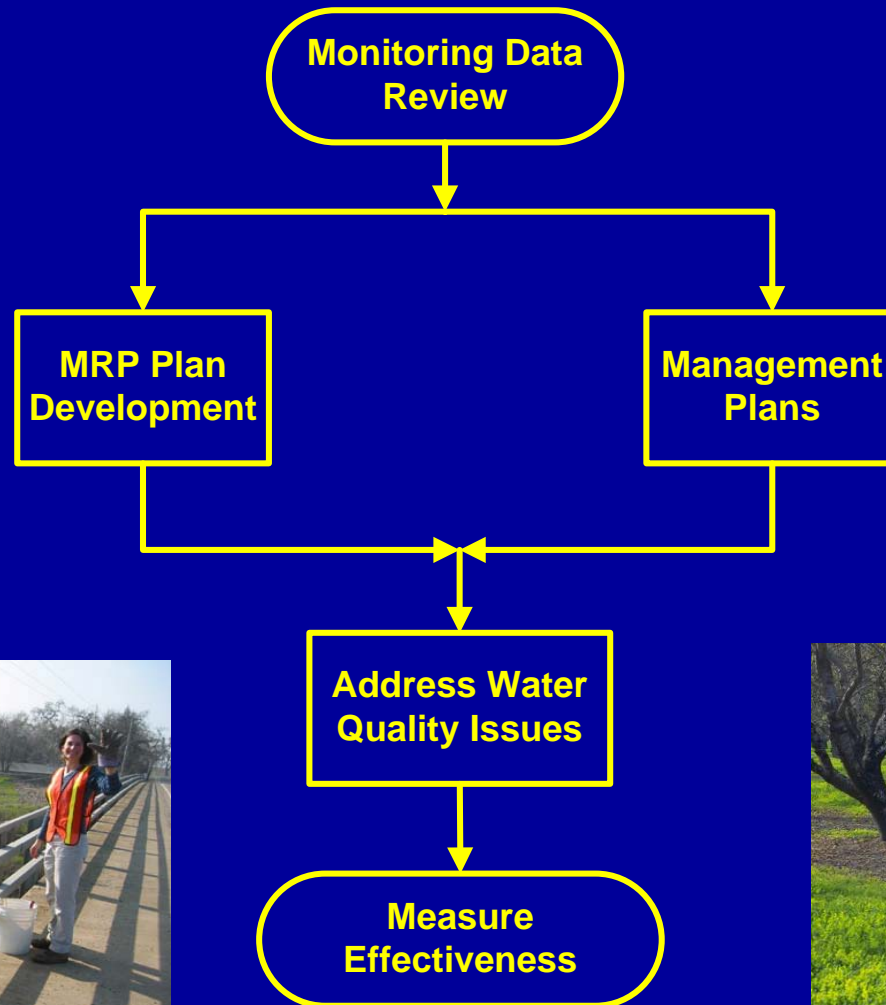 Monitoring Data
Review
MRP Plan
Development
Management
Plans
Address Water
Quality Issues
Measure
Effectiveness